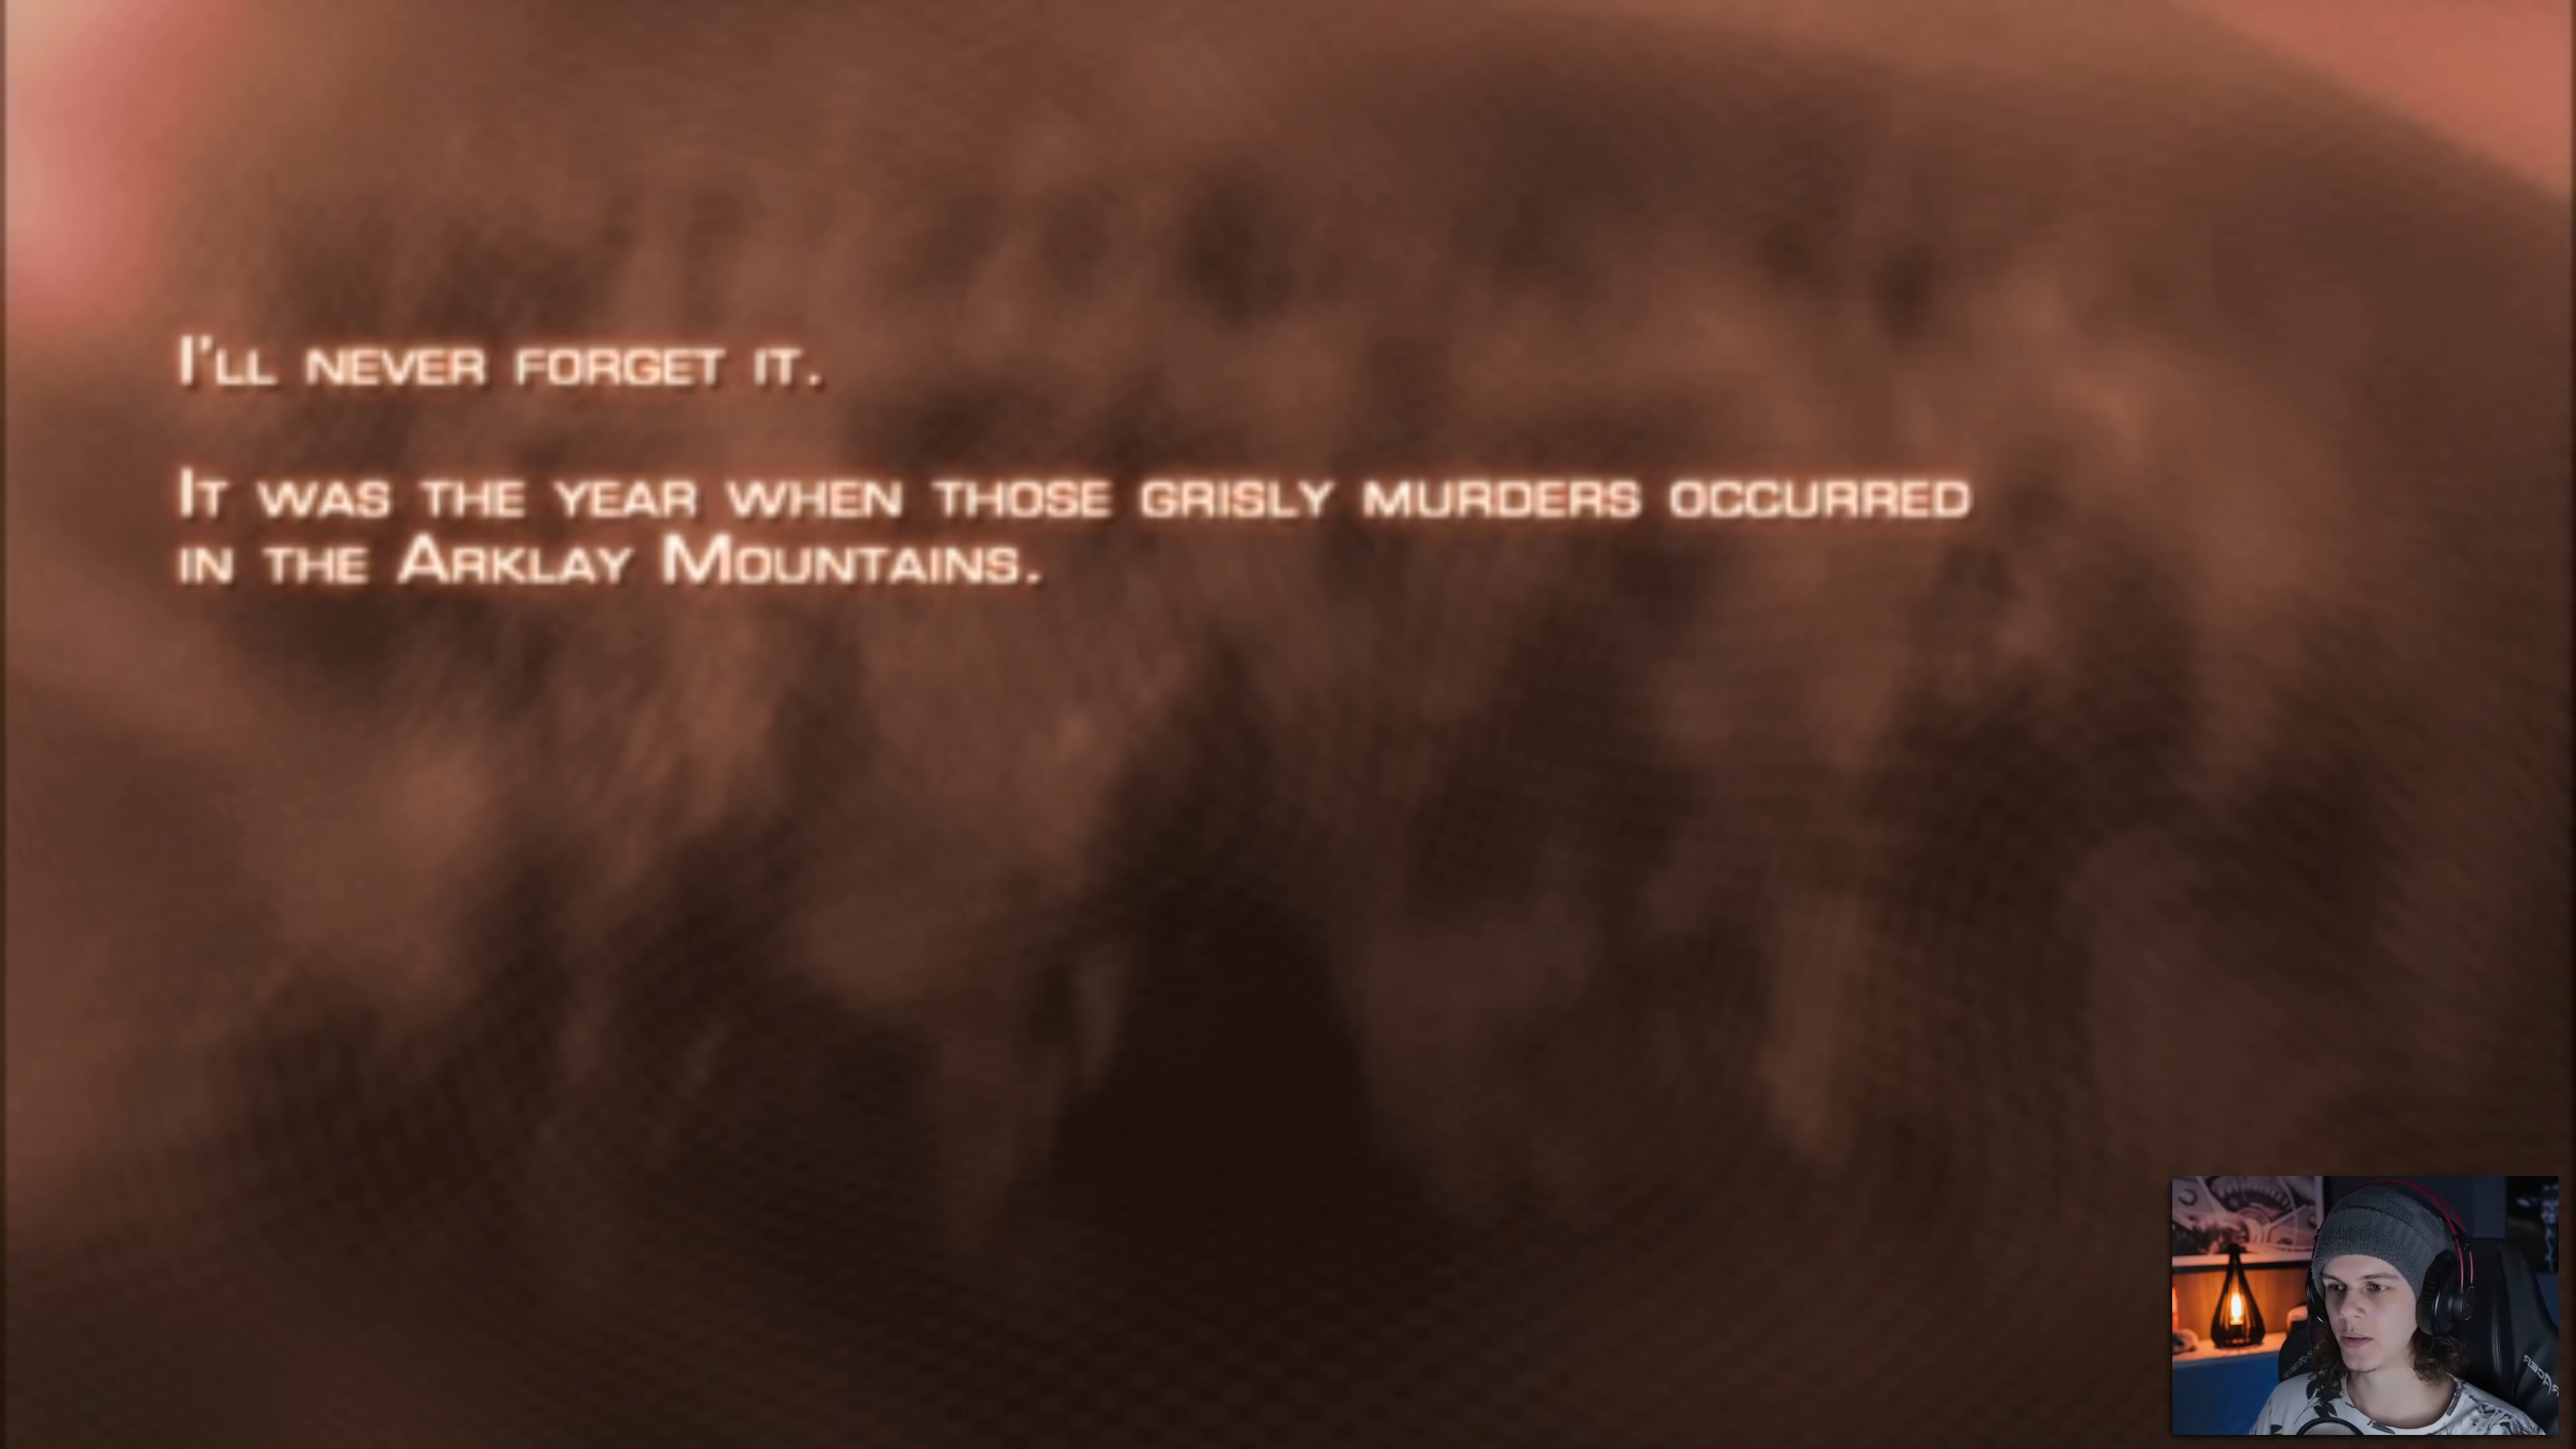 I'll never forget it.
It was the year when those grisly murders occurred
in the Arklay Mountains.